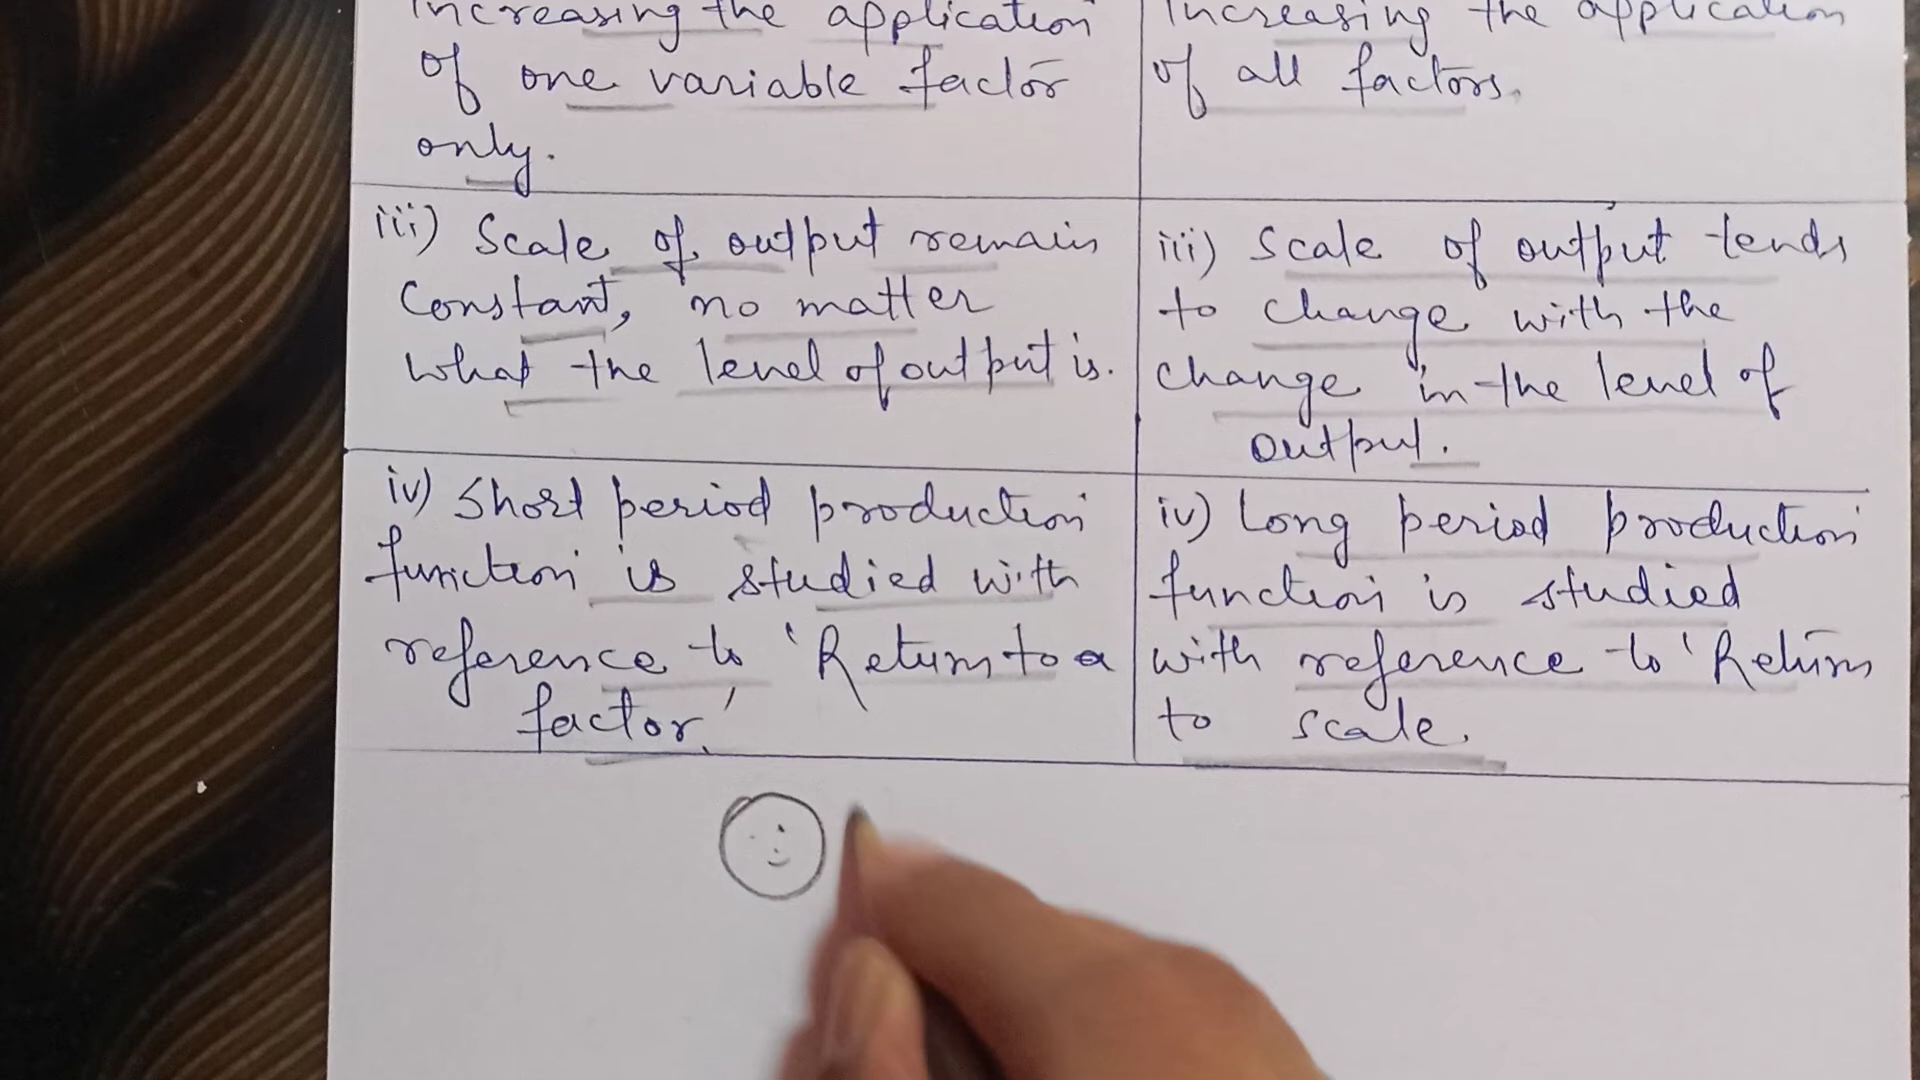 increasing the application
of one variable factor
only.
iii) Scale of output remain
Constant, no matter
what the level of output is.
iv) Short period production
function is studied with
reference to 'Return to a
factor.'
increasing the application
of all factors.
iii) Scale of output tends
to change with the
change in the level of
output.
iv) Long period production
function is studied
with reference to 'Return
to scale.